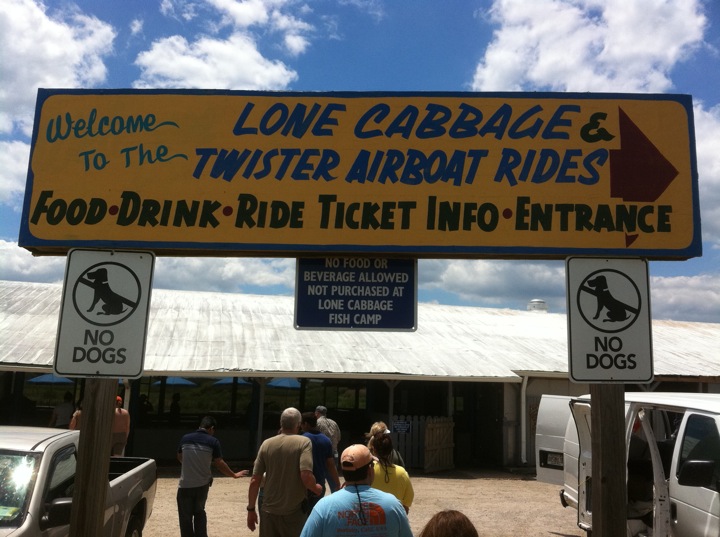 Welcome
To The
LONE CABBAGE &
TWISTER AIRBOAT RIDES
FOOD • DRINK • RIDE TICKET INFO • ENTRANCE
NO FOOD OR
BEVERAGE ALLOWED
NOT PURCHASED AT
LONE CABBAGE
FISH CAMP
NO
DOGS
NO
DOGS